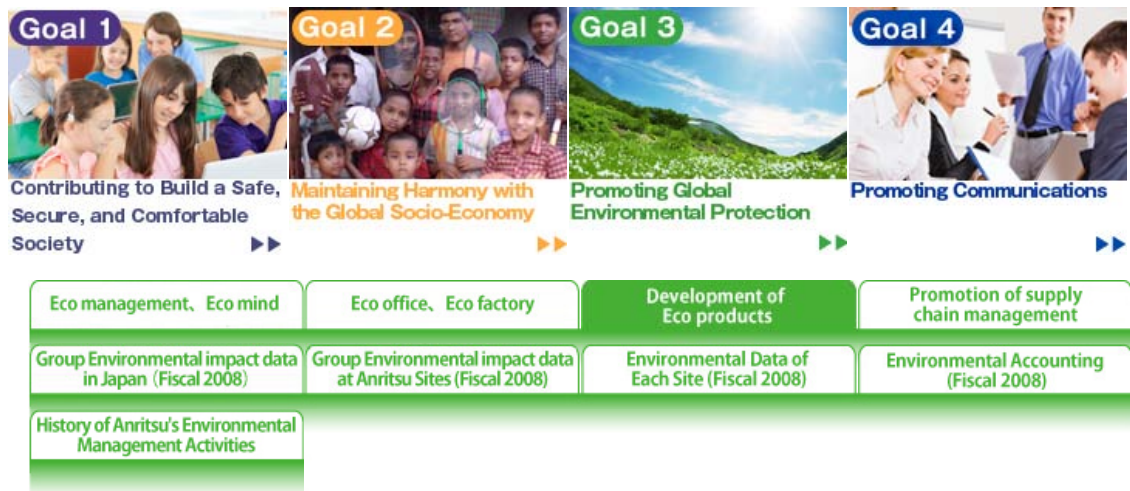 Goal 1
Goal 2
Goal 3
Goal 4
Contributing to Build a Safe,
Secure, and Comfortable
Society
Maintaining Harmony with
the Global Socio-Economy
Promoting Global
Environmental Protection
Promoting Communications
Eco management、Eco mind
Eco office、Eco factory
Development of
Eco products
Promotion of supply
chain management
Group Environmental impact data
in Japan（Fiscal 2008）
Group Environmental impact data
at Anritsu Sites (Fiscal 2008)
Environmental Data of
Each Site (Fiscal 2008)
Environmental Accounting
(Fiscal 2008)
History of Anritsu's Environmental
Management Activities